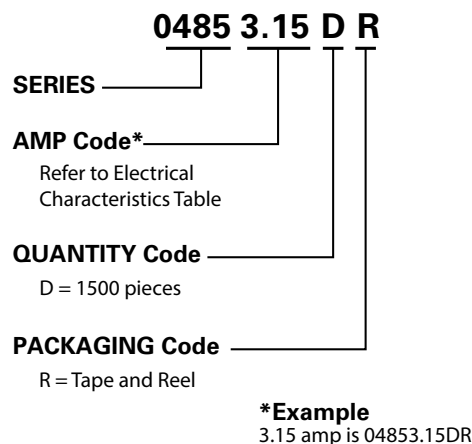 0485 3.15 D R
SERIES
AMP Code*
Refer to Electrical
Characteristics Table
QUANTITY Code
D = 1500 pieces
PACKAGING Code
R = Tape and Reel
*Example
3.15 amp is 04853.15DR